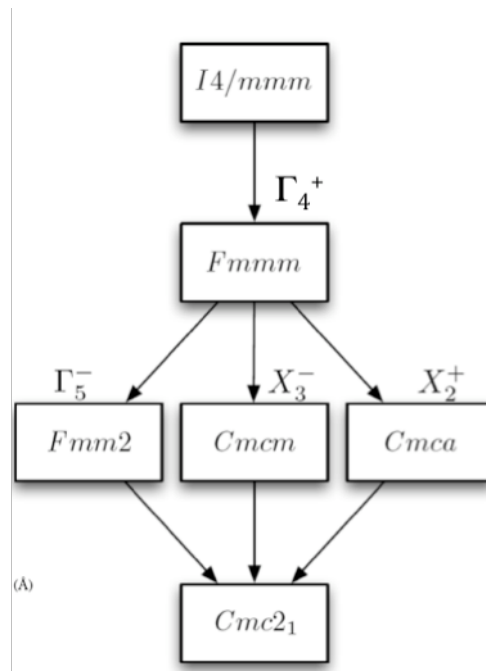 I4/mmm
Γ₄⁺
Fmmm
Γ₅⁻ X₃⁻ X₂⁺
Fmm2 Cmcm Cmca
(Å)
Cmc2₁